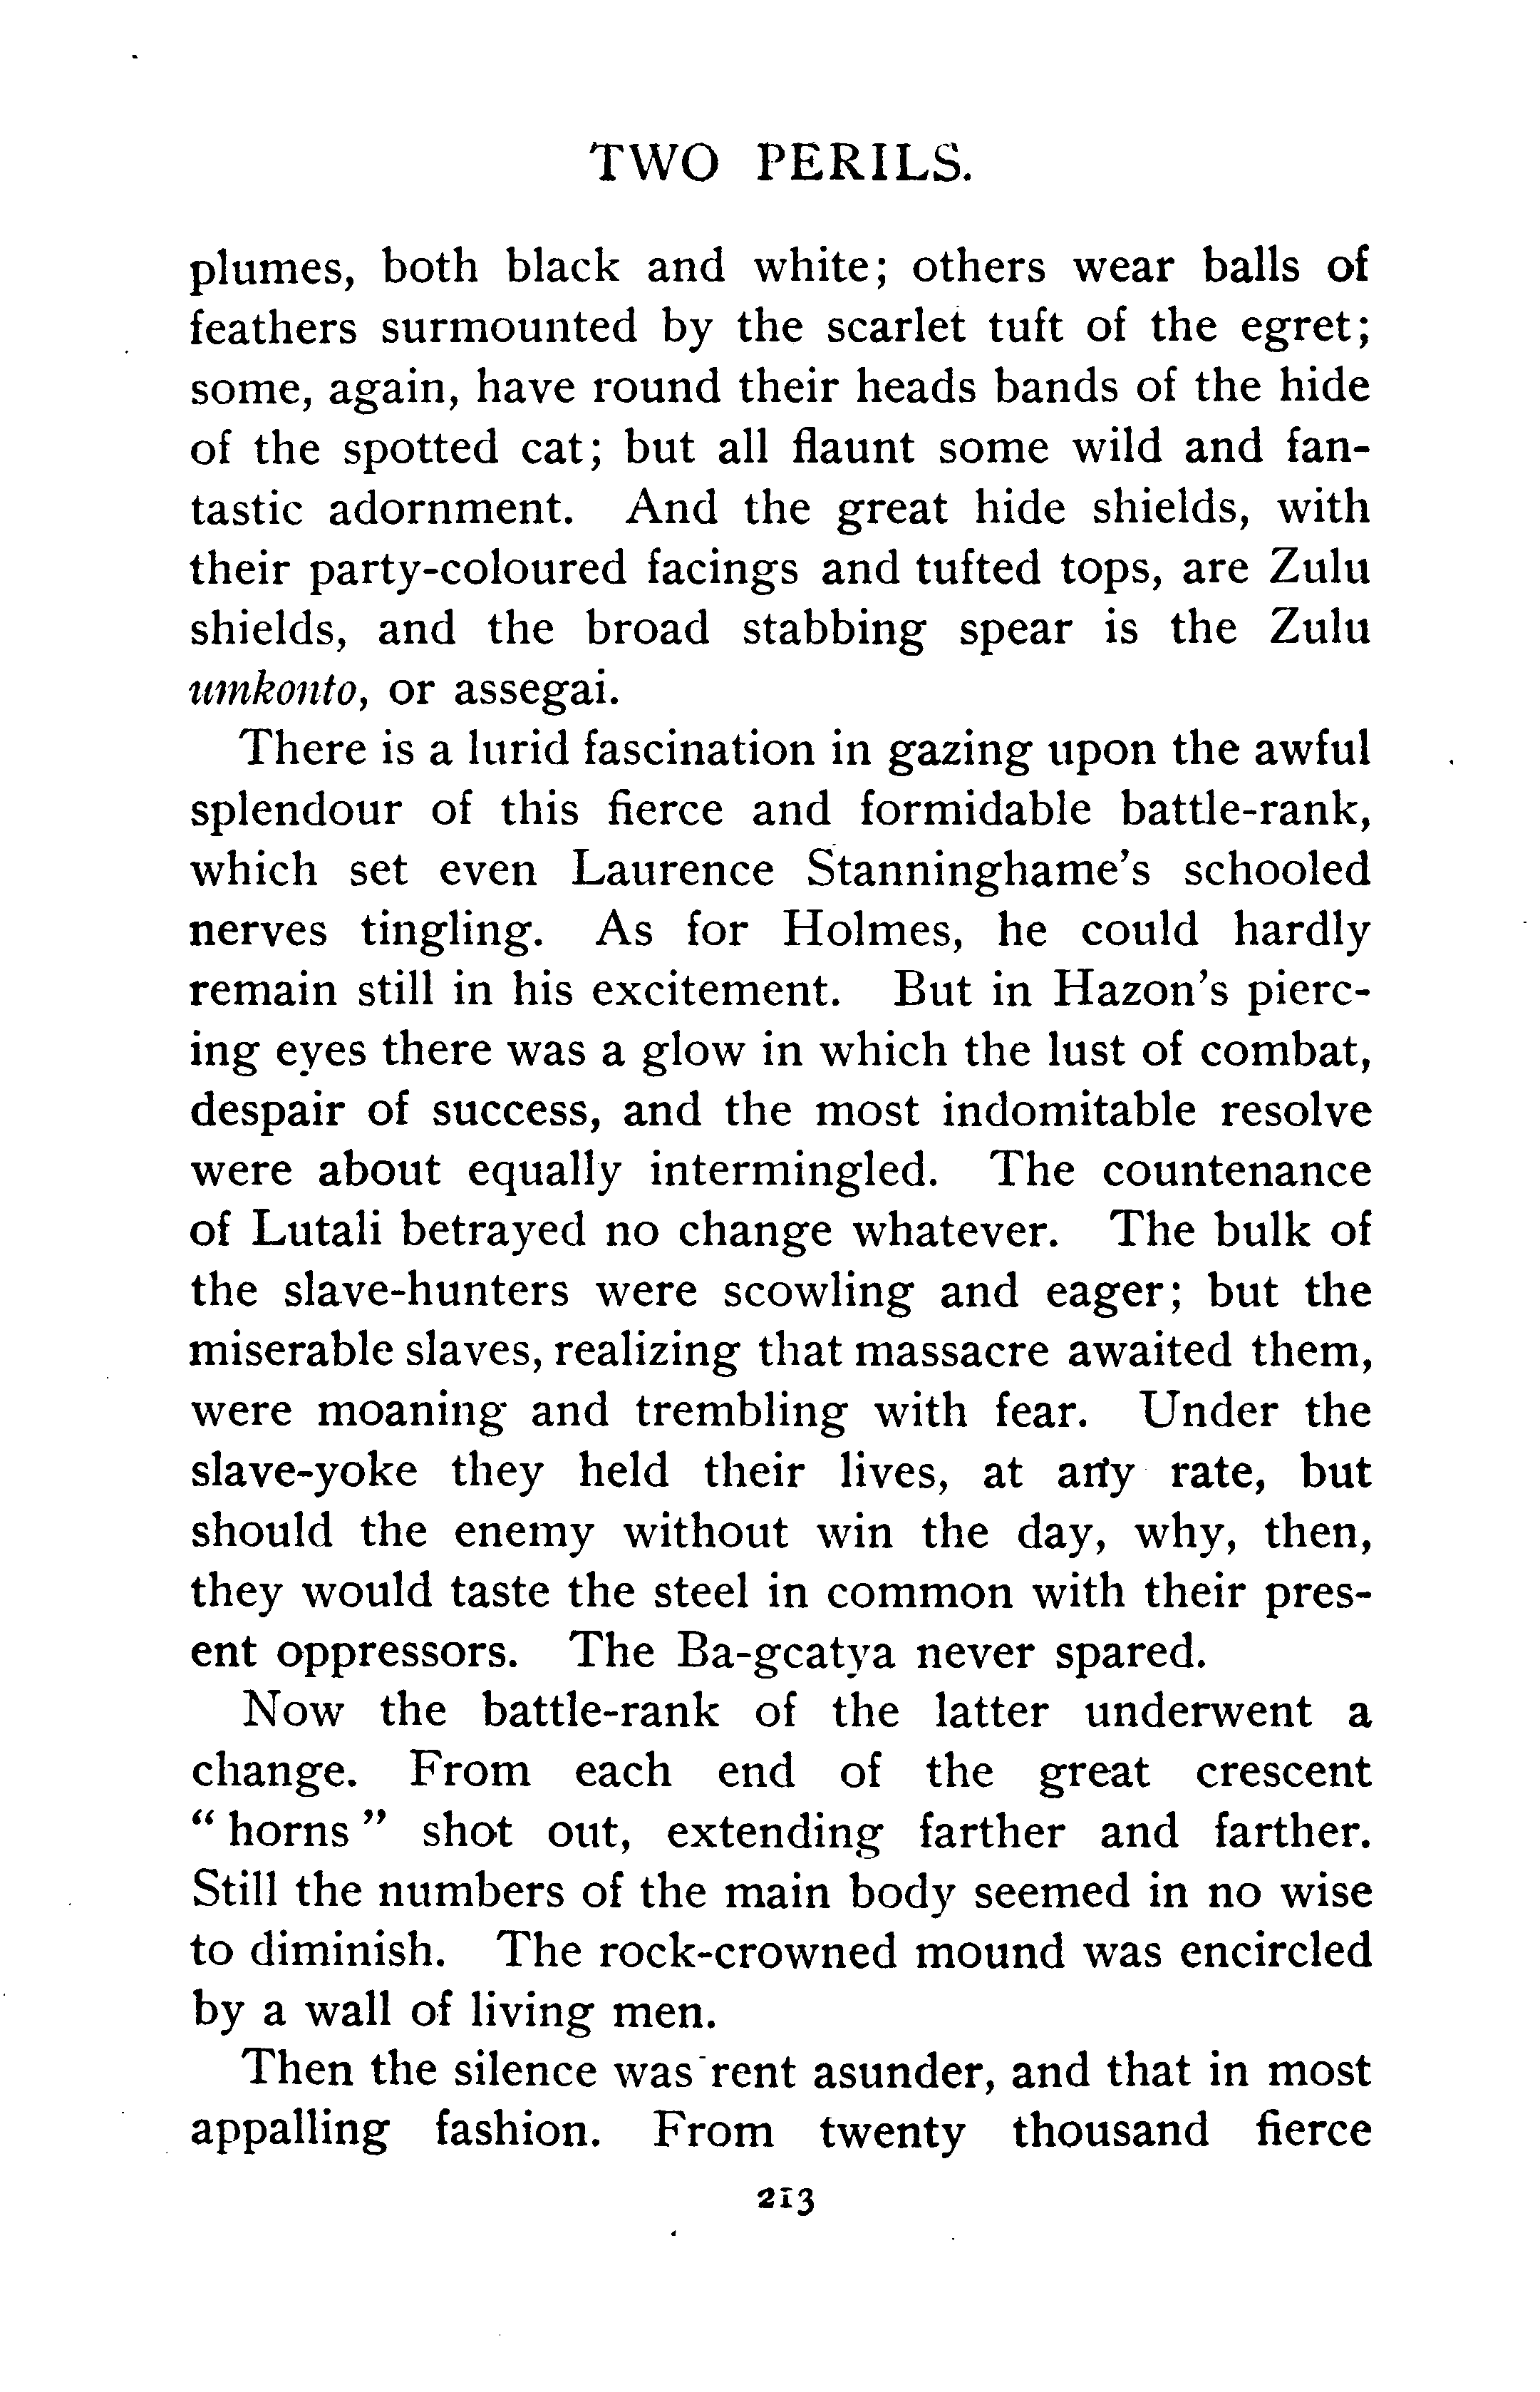 TWO PERILS.
plumes, both black and white; others wear balls of
feathers surmounted by the scarlet tuft of the egret;
some, again, have round their heads bands of the hide
of the spotted cat; but all flaunt some wild and fan-
tastic adornment. And the great hide shields, with
their party-coloured facings and tufted tops, are Zulu
shields, and the broad stabbing spear is the Zulu
umkonto, or assegai.
There is a lurid fascination in gazing upon the awful
splendour of this fierce and formidable battle-rank,
which set even Laurence Stanninghame's schooled
nerves tingling. As for Holmes, he could hardly
remain still in his excitement. But in Hazon's pierc-
ing eyes there was a glow in which the lust of combat,
despair of success, and the most indomitable resolve
were about equally intermingled. The countenance
of Lutali betrayed no change whatever. The bulk of
the slave-hunters were scowling and eager; but the
miserable slaves, realizing that massacre awaited them,
were moaning and trembling with fear. Under the
slave-yoke they held their lives, at any rate, but
should the enemy without win the day, why, then,
they would taste the steel in common with their pres-
ent oppressors. The Ba-gcatya never spared.
Now the battle-rank of the latter underwent a
change. From each end of the great crescent
"horns" shot out, extending farther and farther.
Still the numbers of the main body seemed in no wise
to diminish. The rock-crowned mound was encircled
by a wall of living men.
Then the silence was rent asunder, and that in most
appalling fashion. From twenty thousand fierce
213